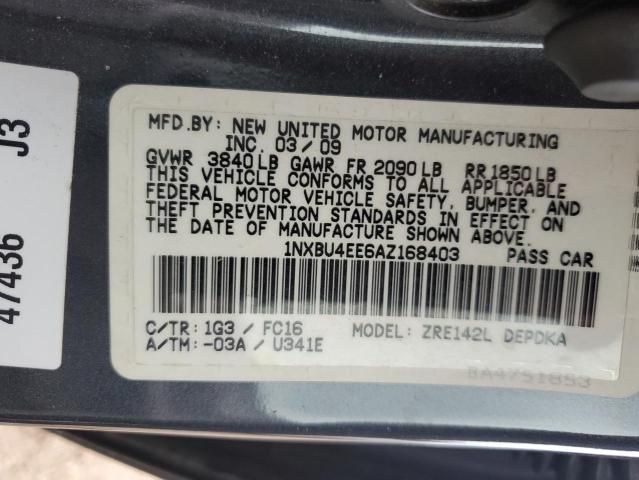 MFD.BY: NEW UNITED MOTOR MANUFACTURING
INC. 03/09
GVWR 3840LB GAWR FR 2090LB RR1850LB
THIS VEHICLE CONFORMS TO ALL APPLICABLE
FEDERAL MOTOR VEHICLE SAFETY, BUMPER, AND
THEFT PREVENTION STANDARDS IN EFFECT ON
THE DATE OF MANUFACTURE SHOWN ABOVE.
1NXBU4EE6AZ168403 PASS CAR
C/TR: 1G3 / FC16 MODEL: ZRE142L DEPDKA
A/TM: -03A / U341E
BA4751853
47436 J3